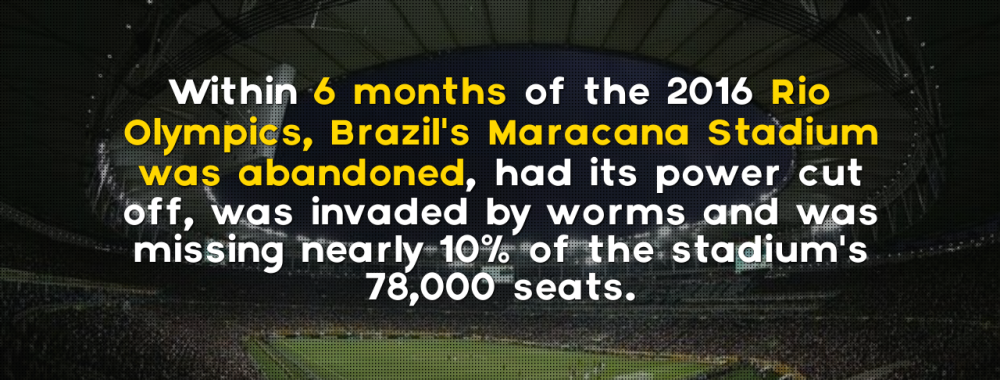 Within 6 months of the 2016 Rio
Olympics, Brazil's Maracana Stadium
was abandoned, had its power cut
off, was invaded by worms and was
missing nearly 10% of the stadium's
78,000 seats.